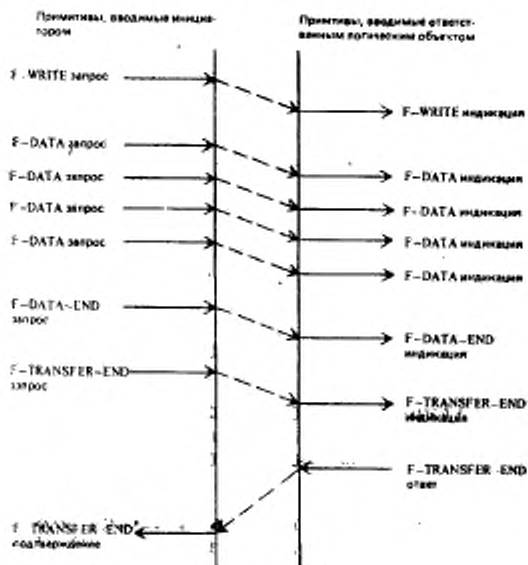 Примитивы, вводимые инициа-
тором
Примитивы, вводимые ответст-
венным логическим объектом
F-WRITE запрос
F-WRITE индикация
F-DATA запрос
F-DATA индикация
F-DATA запрос
F-DATA индикация
F-DATA запрос
F-DATA индикация
F-DATA запрос
F-DATA индикация
F-DATA-END
запрос
F-DATA-END
индикация
F-TRANSFER-END
запрос
F-TRANSFER-END
индикация
F-TRANSFER-END
ответ
F-TRANSFER-END
подтверждение